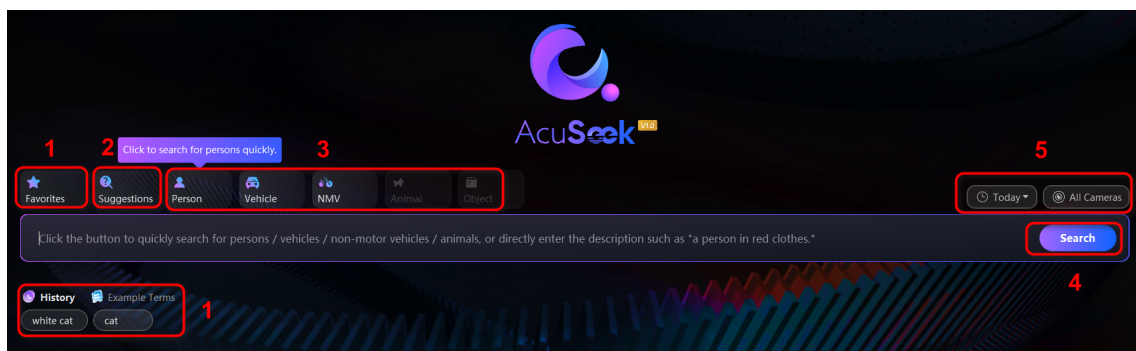 AcuSeek V1.0
1
2
Click to search for persons quickly.
3
5
Favorites
Suggestions
Person
Vehicle
NMV
Animal
Object
Today
All Cameras
Click the button to quickly search for persons / vehicles / non-motor vehicles / animals, or directly enter the description such as "a person in red clothes."
Search
4
History
Example Terms
1
white cat
cat